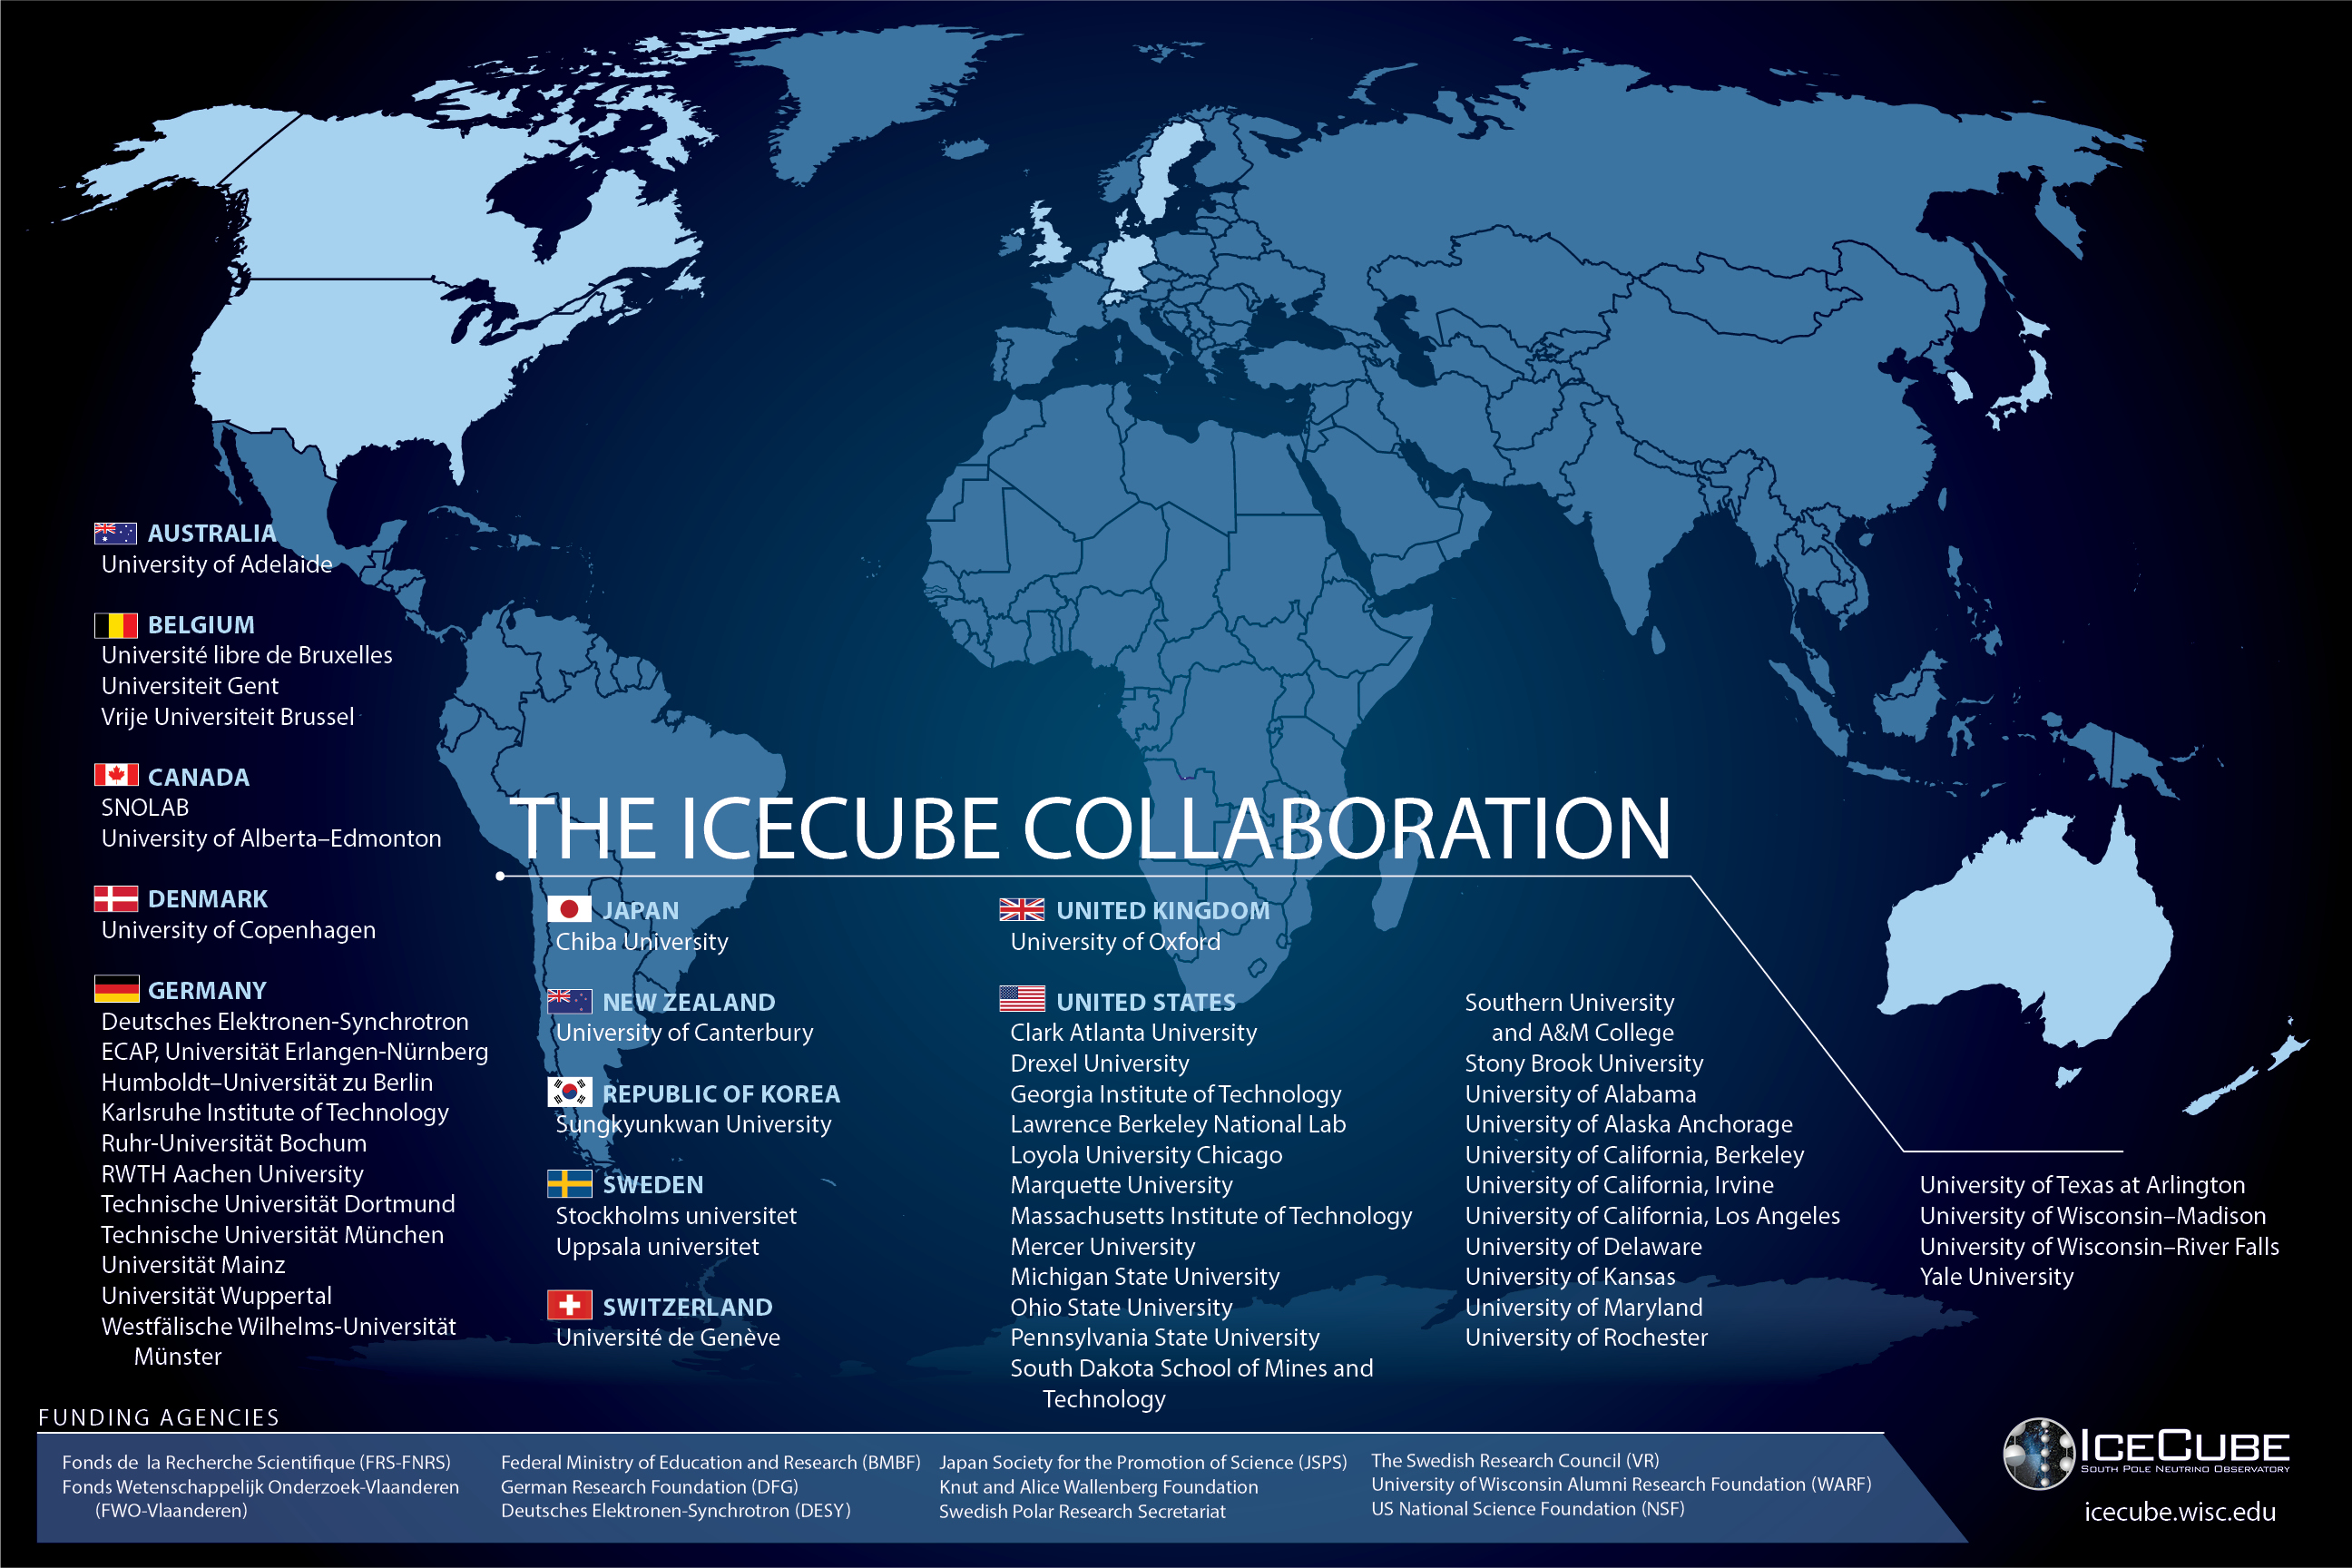 AUSTRALIA
University of Adelaide
BELGIUM
Université libre de Bruxelles
Universiteit Gent
Vrije Universiteit Brussel
CANADA
SNOLAB
University of Alberta–Edmonton
DENMARK
University of Copenhagen
GERMANY
Deutsches Elektronen-Synchrotron
ECAP, Universität Erlangen-Nürnberg
Humboldt–Universität zu Berlin
Karlsruhe Institute of Technology
Ruhr-Universität Bochum
RWTH Aachen University
Technische Universität Dortmund
Technische Universität München
Universität Mainz
Universität Wuppertal
Westfälische Wilhelms-Universität
Münster
THE ICECUBE COLLABORATION
JAPAN
Chiba University
NEW ZEALAND
University of Canterbury
REPUBLIC OF KOREA
Sungkyunkwan University
SWEDEN
Stockholms universitet
Uppsala universitet
SWITZERLAND
Université de Genève
UNITED KINGDOM
University of Oxford
UNITED STATES
Clark Atlanta University
Drexel University
Georgia Institute of Technology
Lawrence Berkeley National Lab
Loyola University Chicago
Marquette University
Massachusetts Institute of Technology
Mercer University
Michigan State University
Ohio State University
Pennsylvania State University
South Dakota School of Mines and
Technology
Southern University
and A&M College
Stony Brook University
University of Alabama
University of Alaska Anchorage
University of California, Berkeley
University of California, Irvine
University of California, Los Angeles
University of Delaware
University of Kansas
University of Maryland
University of Rochester
University of Texas at Arlington
University of Wisconsin–Madison
University of Wisconsin–River Falls
Yale University
FUNDING AGENCIES
Fonds de la Recherche Scientifique (FRS-FNRS)
Fonds Wetenschappelijk Onderzoek-Vlaanderen
(FWO-Vlaanderen)
Federal Ministry of Education and Research (BMBF)
German Research Foundation (DFG)
Deutsches Elektronen-Synchrotron (DESY)
Japan Society for the Promotion of Science (JSPS)
Knut and Alice Wallenberg Foundation
Swedish Polar Research Secretariat
The Swedish Research Council (VR)
University of Wisconsin Alumni Research Foundation (WARF)
US National Science Foundation (NSF)
ICECUBE
SOUTH POLE NEUTRINO OBSERVATORY
icecube.wisc.edu